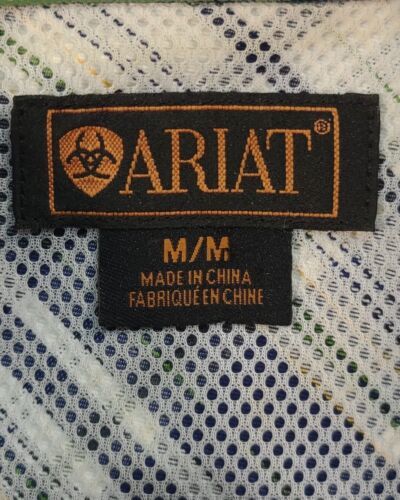 ARIAT®
M/M
MADE IN CHINA
FABRIQUÉ EN CHINE